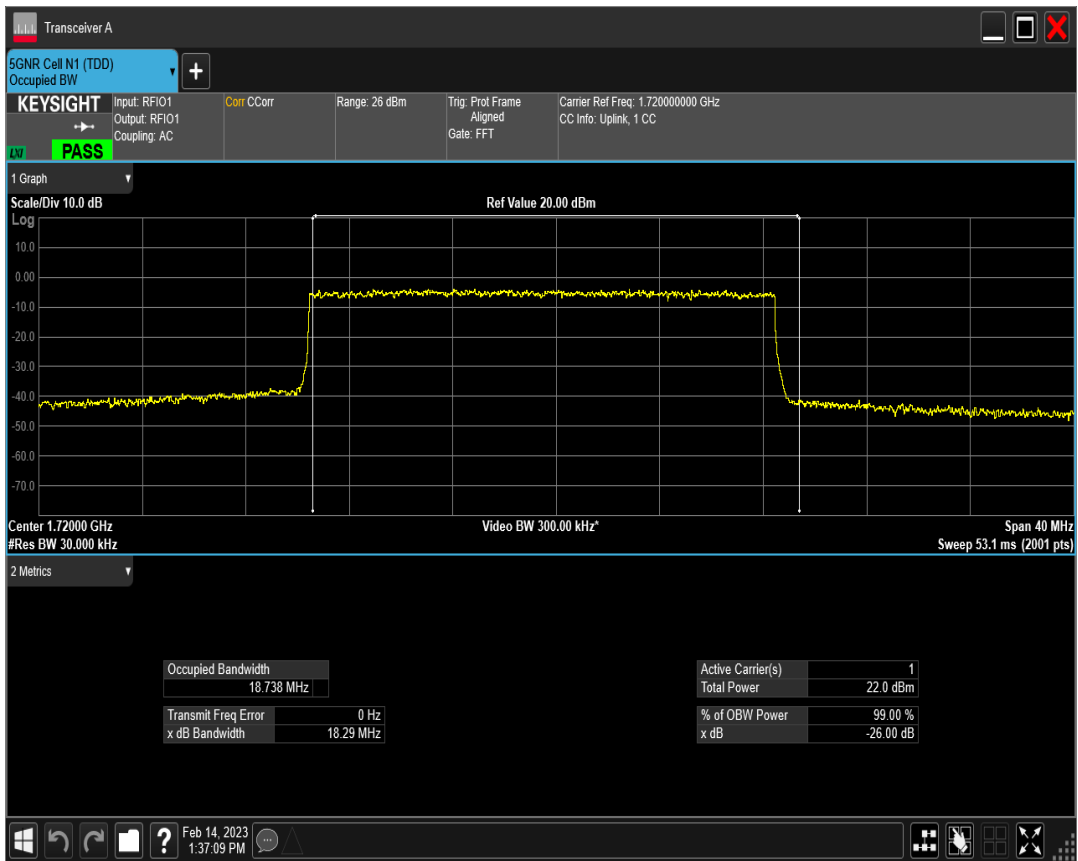 Transceiver A
5GNR Cell N1 (TDD)
Occupied BW
+
KEYSIGHT
LXI
PASS
Input: RFIO1
Output: RFIO1
Coupling: AC
Corr CCorr
Range: 26 dBm
Trig: Prot Frame
Aligned
Gate: FFT
Carrier Ref Freq: 1.720000000 GHz
CC Info: Uplink, 1 CC
1 Graph
Scale/Div 10.0 dB
Ref Value 20.00 dBm
Log
10.0
0.00
-10.0
-20.0
-30.0
-40.0
-50.0
-60.0
-70.0
Center 1.72000 GHz
Video BW 300.00 kHz*
Span 40 MHz
#Res BW 30.000 kHz
Sweep 53.1 ms (2001 pts)
2 Metrics
Occupied Bandwidth
18.738 MHz
Transmit Freq Error 0 Hz
x dB Bandwidth 18.29 MHz
Active Carrier(s) 1
Total Power 22.0 dBm
% of OBW Power 99.00 %
x dB -26.00 dB
?
Feb 14, 2023
1:37:09 PM